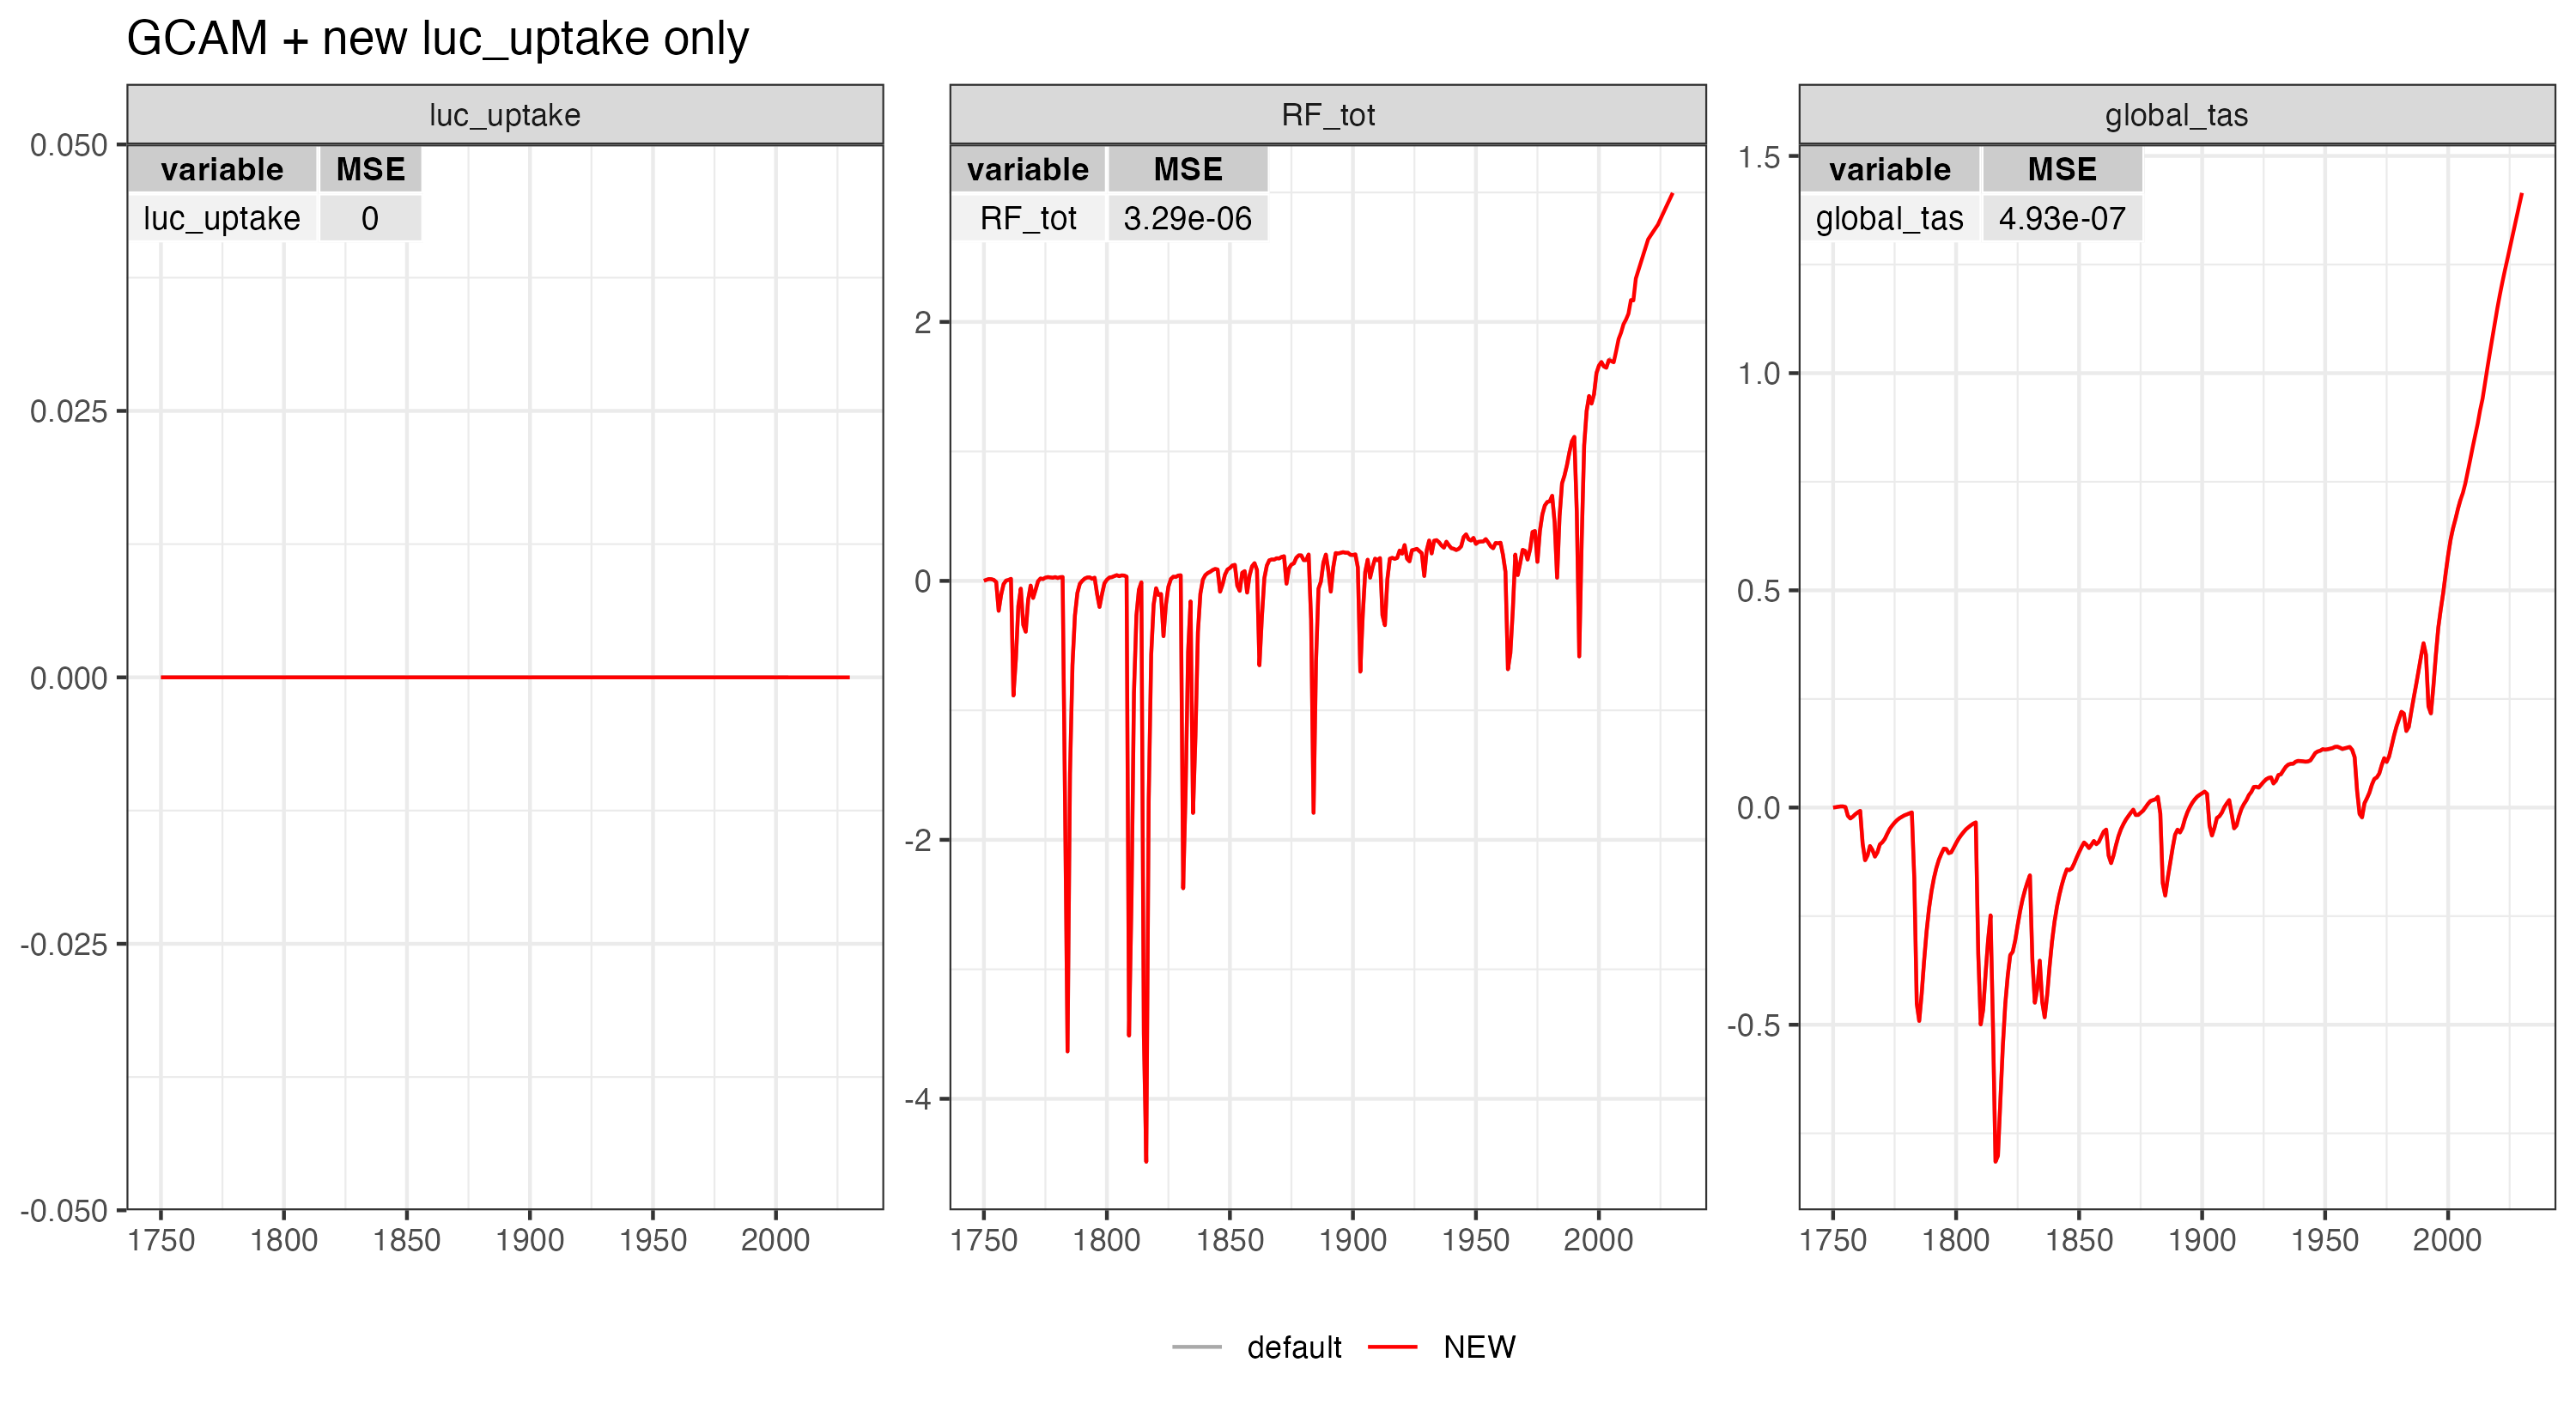 GCAM + new luc_uptake only
luc_uptake
RF_tot
global_tas
variable MSE
luc_uptake 0
variable MSE
RF_tot 3.29e-06
variable MSE
global_tas 4.93e-07
0.050
0.025
0.000
-0.025
-0.050
2
0
-2
-4
1.5
1.0
0.5
0.0
-0.5
1750 1800 1850 1900 1950 2000
1750 1800 1850 1900 1950 2000
1750 1800 1850 1900 1950 2000
default NEW